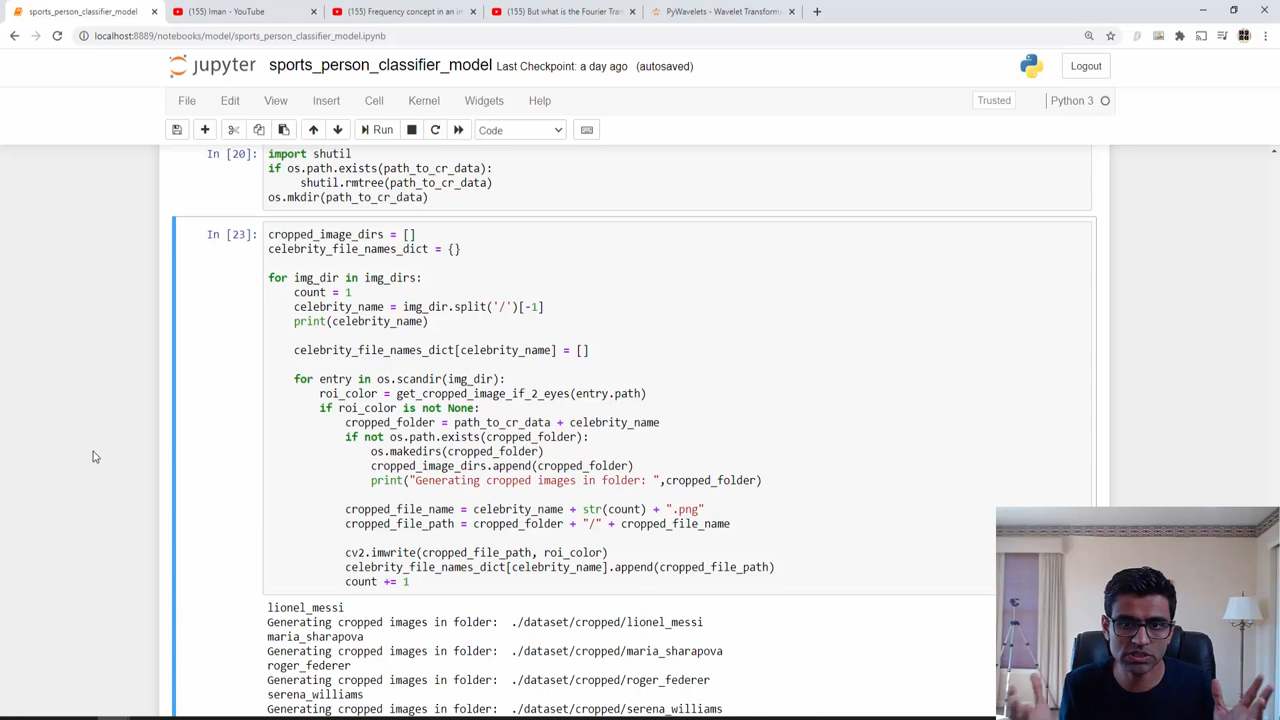 sports_person_classifier_model
(155) Iman - YouTube
(155) Frequency concept in an im
(155) But what is the Fourier Tran
PyWavelets - Wavelet Transform
localhost:8889/notebooks/model/sports_person_classifier_model.ipynb
jupyter sports_person_classifier_model Last Checkpoint: a day ago (autosaved) Logout
File Edit View Insert Cell Kernel Widgets Help Trusted Python 3
Run Code
In [20]: import shutil
if os.path.exists(path_to_cr_data):
    shutil.rmtree(path_to_cr_data)
os.mkdir(path_to_cr_data)
In [23]: cropped_image_dirs = []
celebrity_file_names_dict = {}
for img_dir in img_dirs:
    count = 1
    celebrity_name = img_dir.split('/')[-1]
    print(celebrity_name)
    celebrity_file_names_dict[celebrity_name] = []
    for entry in os.scandir(img_dir):
        roi_color = get_cropped_image_if_2_eyes(entry.path)
        if roi_color is not None:
            cropped_folder = path_to_cr_data + celebrity_name
            if not os.path.exists(cropped_folder):
                os.makedirs(cropped_folder)
                cropped_image_dirs.append(cropped_folder)
                print("Generating cropped images in folder: ",cropped_folder)
            cropped_file_name = celebrity_name + str(count) + ".png"
            cropped_file_path = cropped_folder + "/" + cropped_file_name
            cv2.imwrite(cropped_file_path, roi_color)
            celebrity_file_names_dict[celebrity_name].append(cropped_file_path)
            count += 1
lionel_messi
Generating cropped images in folder:  ./dataset/cropped/lionel_messi
maria_sharapova
Generating cropped images in folder:  ./dataset/cropped/maria_sharapova
roger_federer
Generating cropped images in folder:  ./dataset/cropped/roger_federer
serena_williams
Generating cropped images in folder:  ./dataset/cropped/serena_williams